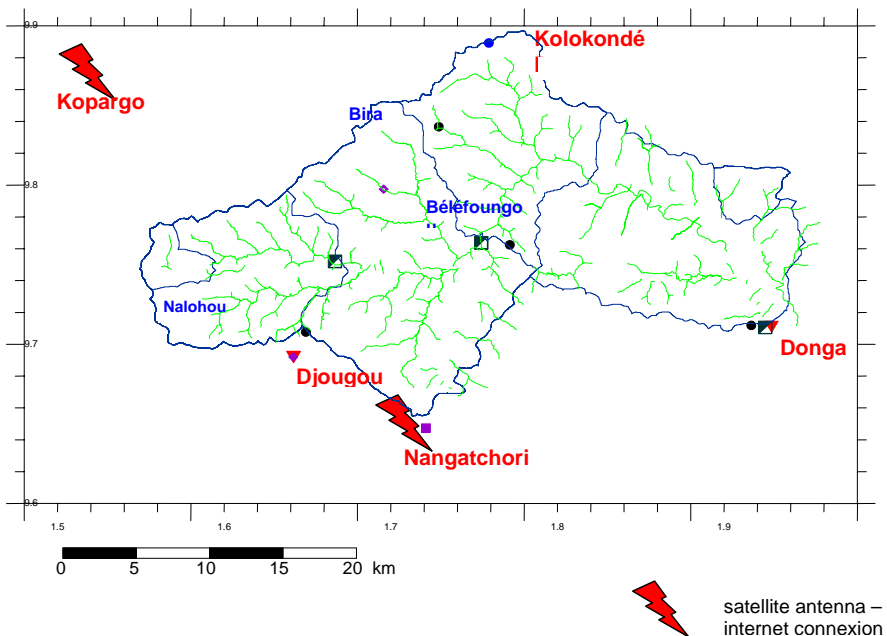 9.9
Kolokondé
Kopargo
Bira
9.8
Béléfoungo
Nalohou
9.7
Donga
Djougou
Nangatchori
9.6
1.5 1.6 1.7 1.8 1.9
0 5 10 15 20 km
satellite antenna –
internet connexion